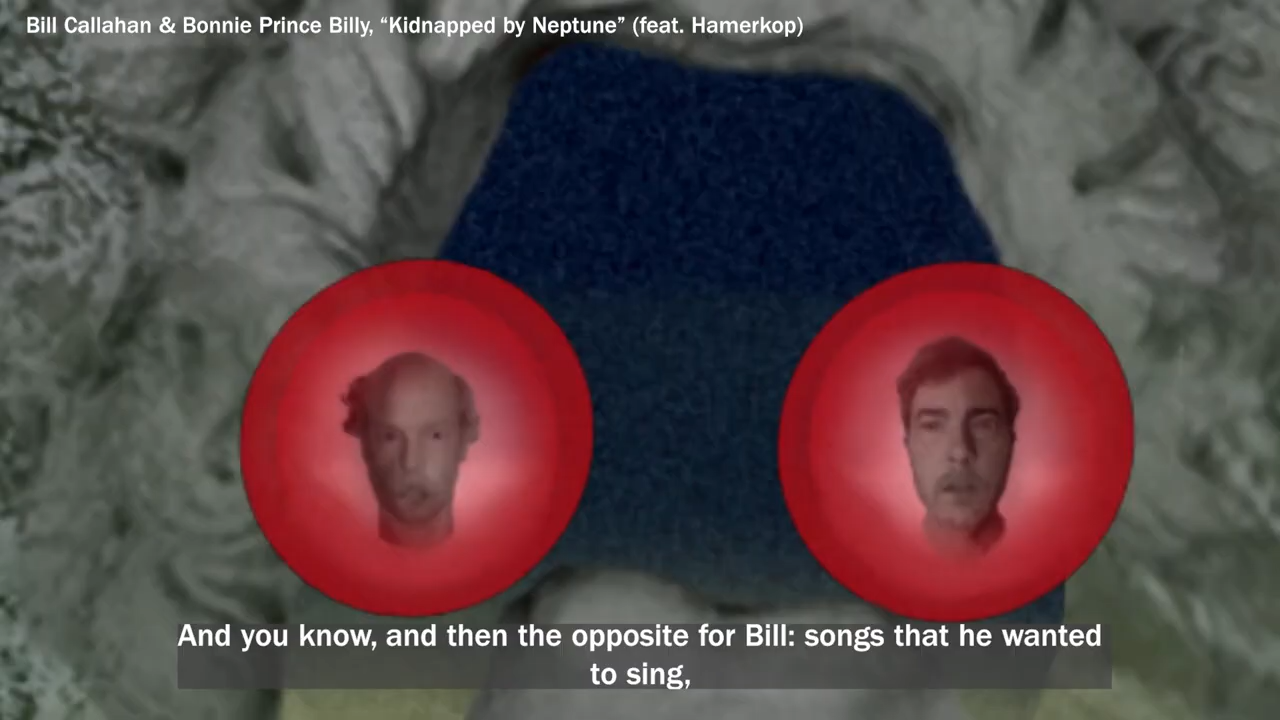 Bill Callahan & Bonnie Prince Billy, “Kidnapped by Neptune” (feat. Hamerkop)
And you know, and then the opposite for Bill: songs that he wanted
to sing,